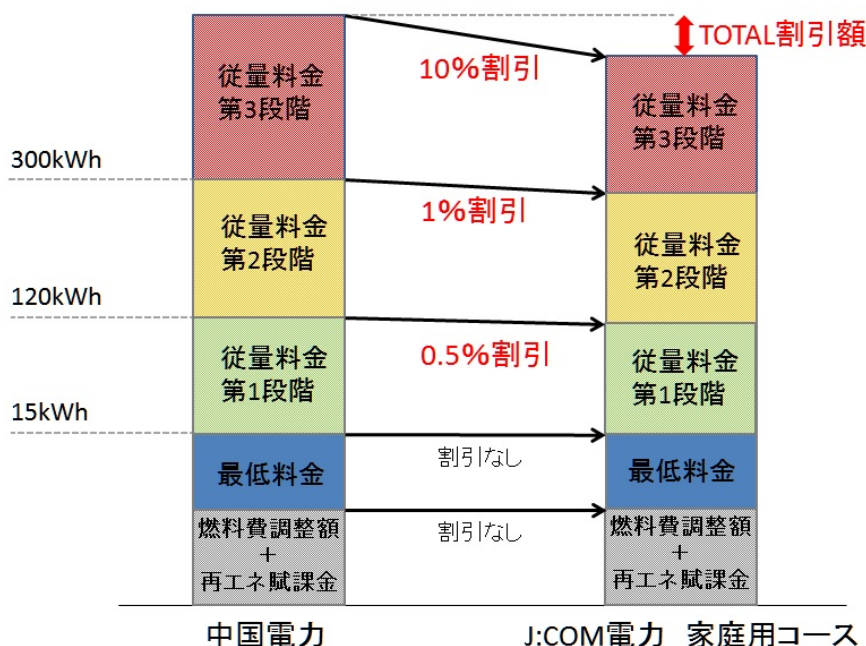 TOTAL割引額
従量料金
第3段階
10%割引
従量料金
第3段階
300kWh
従量料金
第2段階
1%割引
従量料金
第2段階
120kWh
従量料金
第1段階
0.5%割引
従量料金
第1段階
15kWh
最低料金
割引なし
最低料金
燃料費調整額
+
再エネ賦課金
割引なし
燃料費調整額
+
再エネ賦課金
中国電力
J:COM電力 家庭用コース